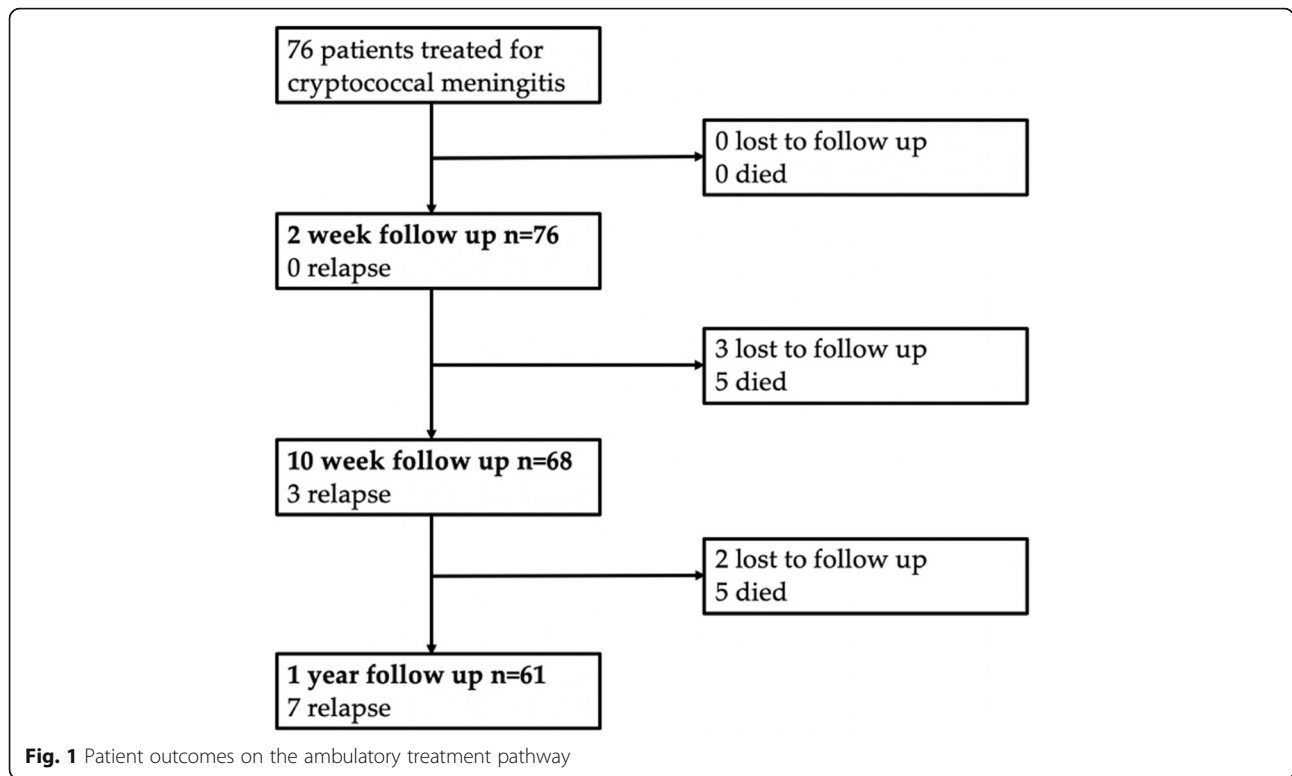 76 patients treated for
cryptococcal meningitis
0 lost to follow up
0 died
2 week follow up n=76
0 relapse
3 lost to follow up
5 died
10 week follow up n=68
3 relapse
2 lost to follow up
5 died
1 year follow up n=61
7 relapse
Fig. 1 Patient outcomes on the ambulatory treatment pathway